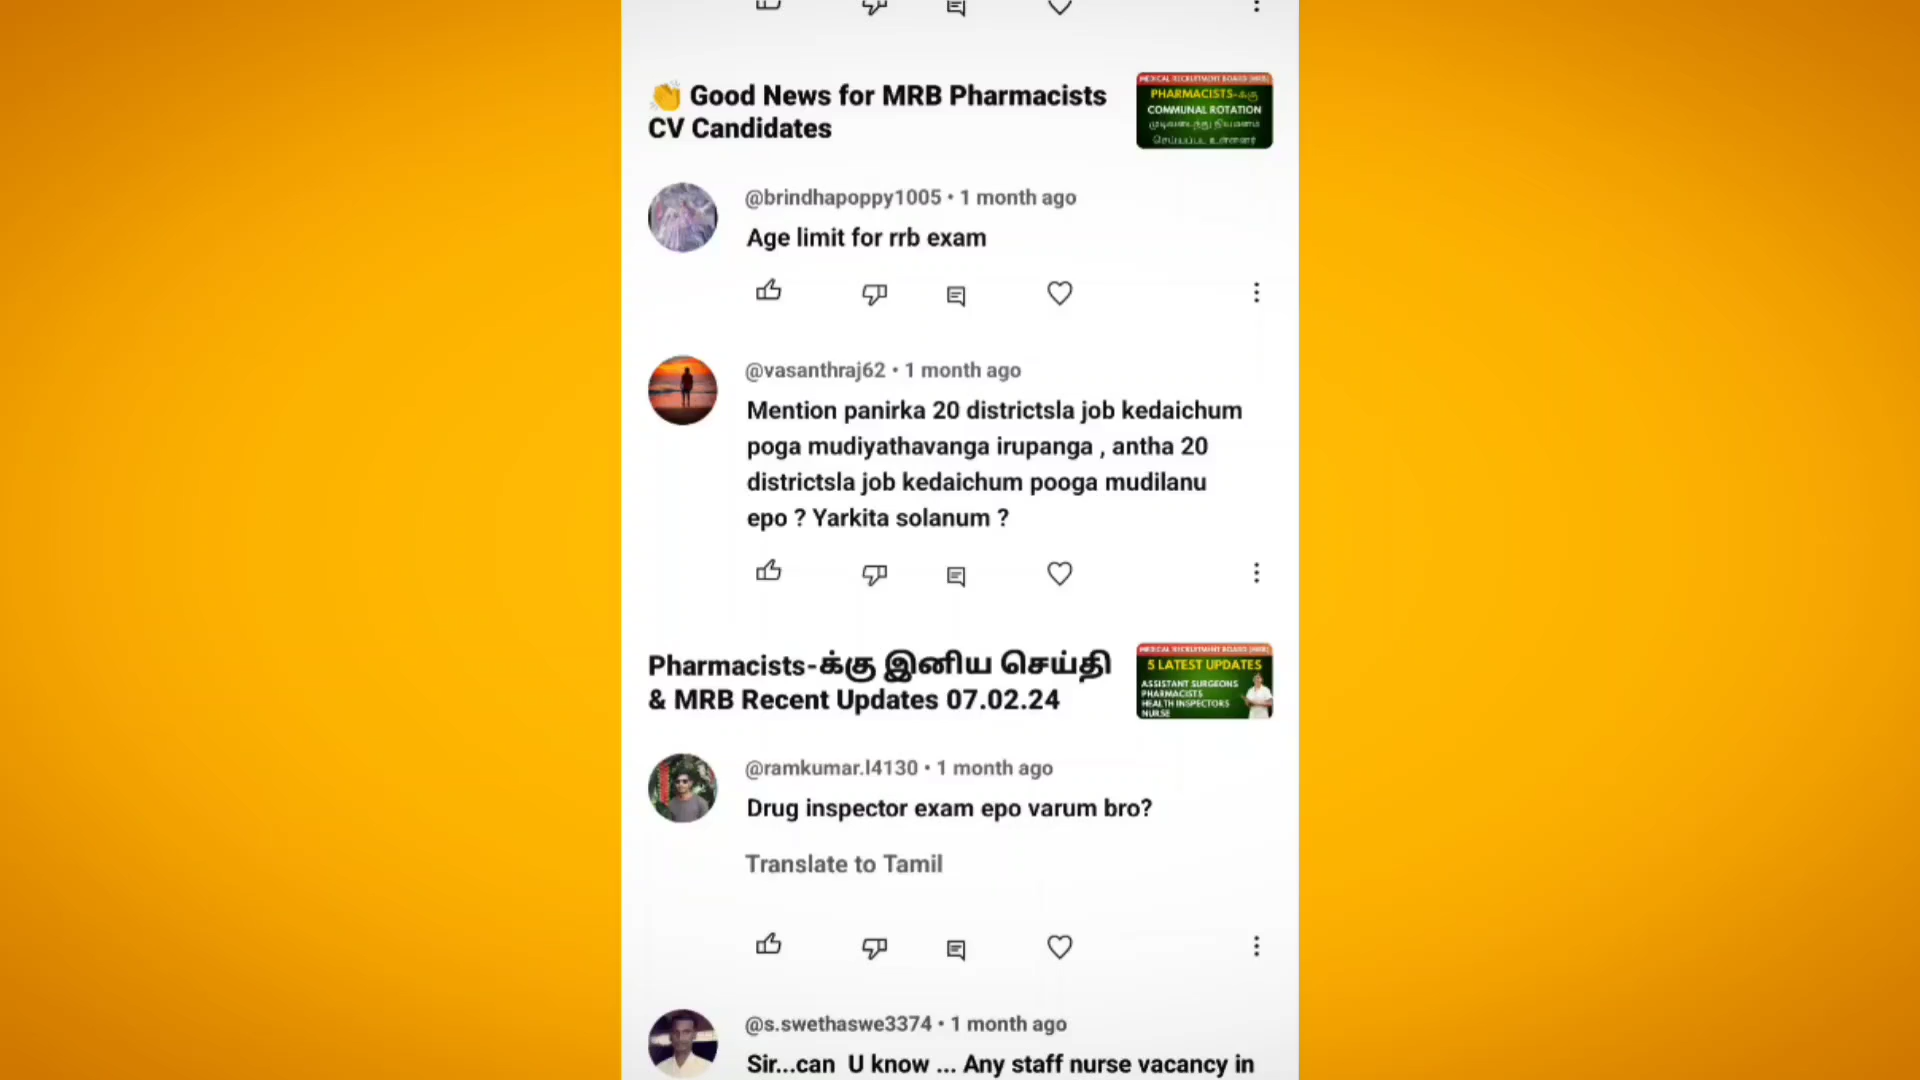 👏 Good News for MRB Pharmacists
CV Candidates
MEDICAL RECRUITMENT BOARD (MRB)
PHARMACISTS-க்கு
COMMUNAL ROTATION
முடிவடைந்து நியமனம்
செய்யப்பட உள்ளனர்
@brindhapoppy1005 • 1 month ago
Age limit for rrb exam
@vasanthraj62 • 1 month ago
Mention panirka 20 districtsla job kedaichum
poga mudiyathavanga irupanga , antha 20
districtsla job kedaichum pooga mudilanu
epo ? Yarkita solanum ?
Pharmacists-க்கு இனிய செய்தி
& MRB Recent Updates 07.02.24
MEDICAL RECRUITMENT BOARD (MRB)
5 LATEST UPDATES
ASSISTANT SURGEONS
PHARMACISTS
HEALTH INSPECTORS
NURSE
@ramkumar.l4130 • 1 month ago
Drug inspector exam epo varum bro?
Translate to Tamil
@s.swethaswe3374 • 1 month ago
Sir...can U know ... Any staff nurse vacancy in